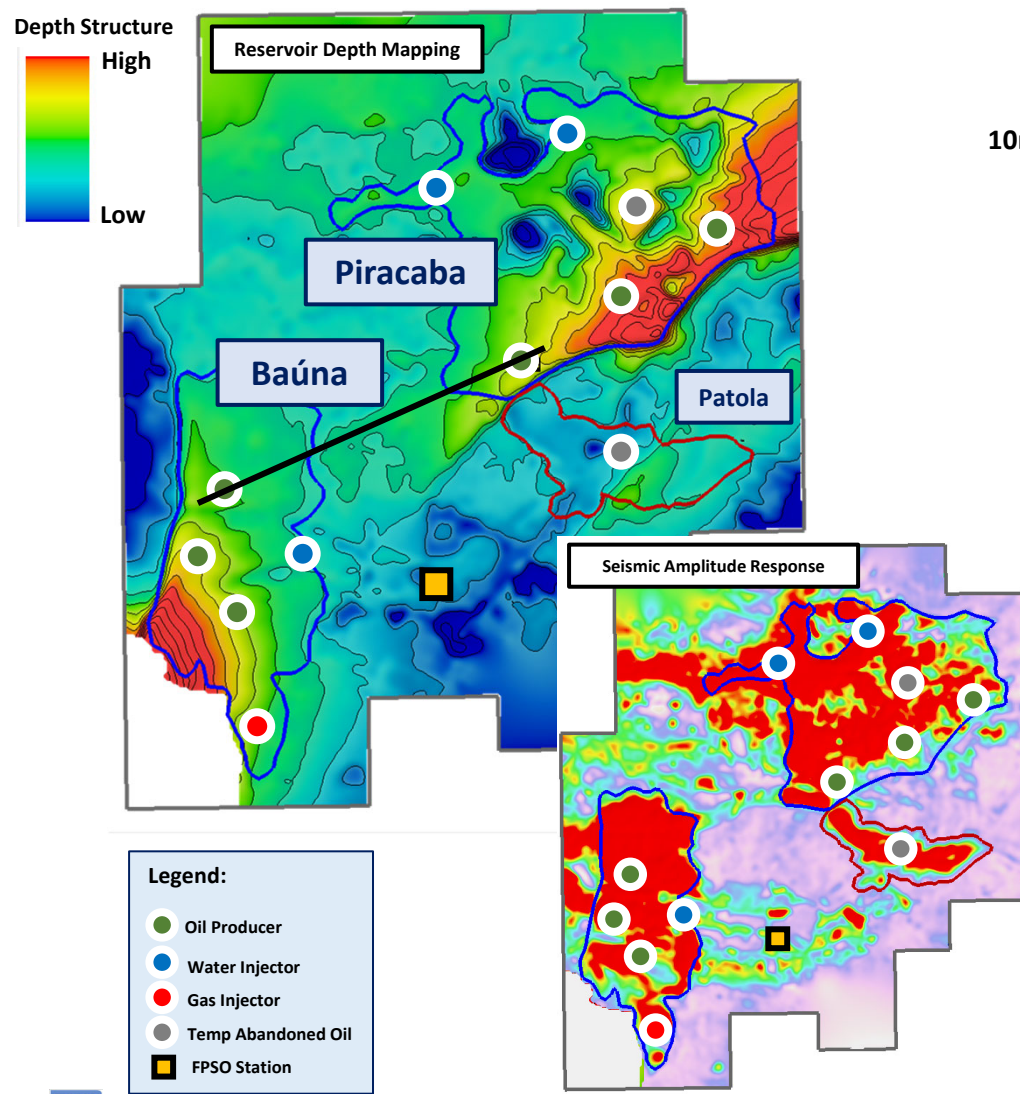 Depth Structure
High
Low
Reservoir Depth Mapping
Piracaba
Baúna
Patola
Seismic Amplitude Response
Legend:
Oil Producer
Water Injector
Gas Injector
Temp Abandoned Oil
FPSO Station